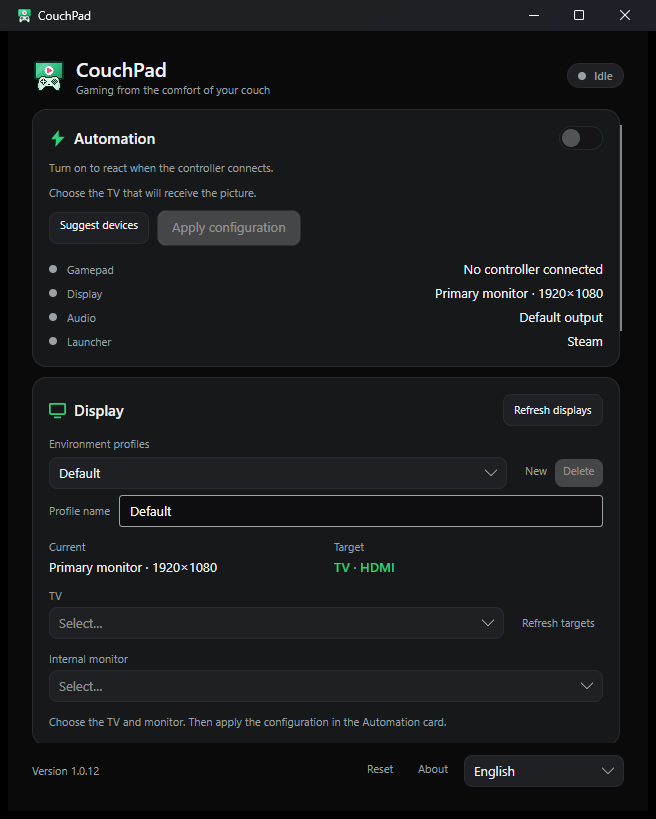 CouchPad
CouchPad
Gaming from the comfort of your couch
Idle
Automation
Turn on to react when the controller connects.
Choose the TV that will receive the picture.
Suggest devices
Apply configuration
Gamepad
No controller connected
Display
Primary monitor · 1920×1080
Audio
Default output
Launcher
Steam
Display
Refresh displays
Environment profiles
Default
New
Delete
Profile name
Default
Current
Target
Primary monitor · 1920×1080
TV · HDMI
TV
Select...
Refresh targets
Internal monitor
Select...
Choose the TV and monitor. Then apply the configuration in the Automation card.
Version 1.0.12
Reset
About
English